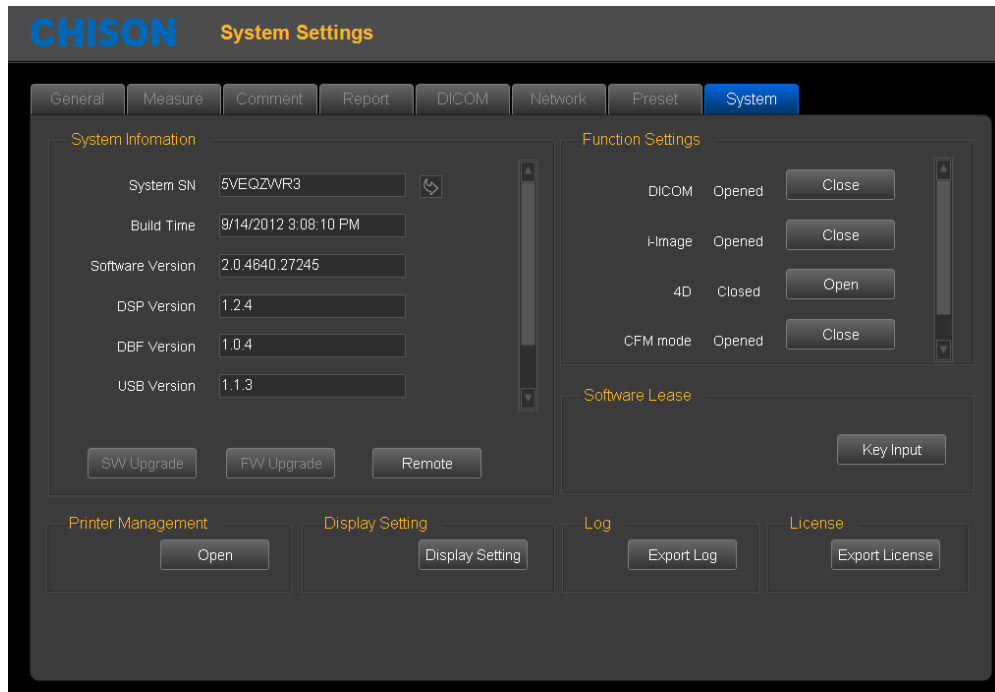 CHISON System Settings
General Measure Comment Report DICOM Network Preset System
System Infomation
System SN 5VEQZWR3
Build Time 9/14/2012 3:08:10 PM
Software Version 2.0.4640.27245
DSP Version 1.2.4
DBF Version 1.0.4
USB Version 1.1.3
SW Upgrade FW Upgrade Remote
Function Settings
DICOM Opened Close
i-Image Opened Close
4D Closed Open
CFM mode Opened Close
Software Lease
Key Input
Printer Management
Open
Display Setting
Display Setting
Log
Export Log
License
Export License